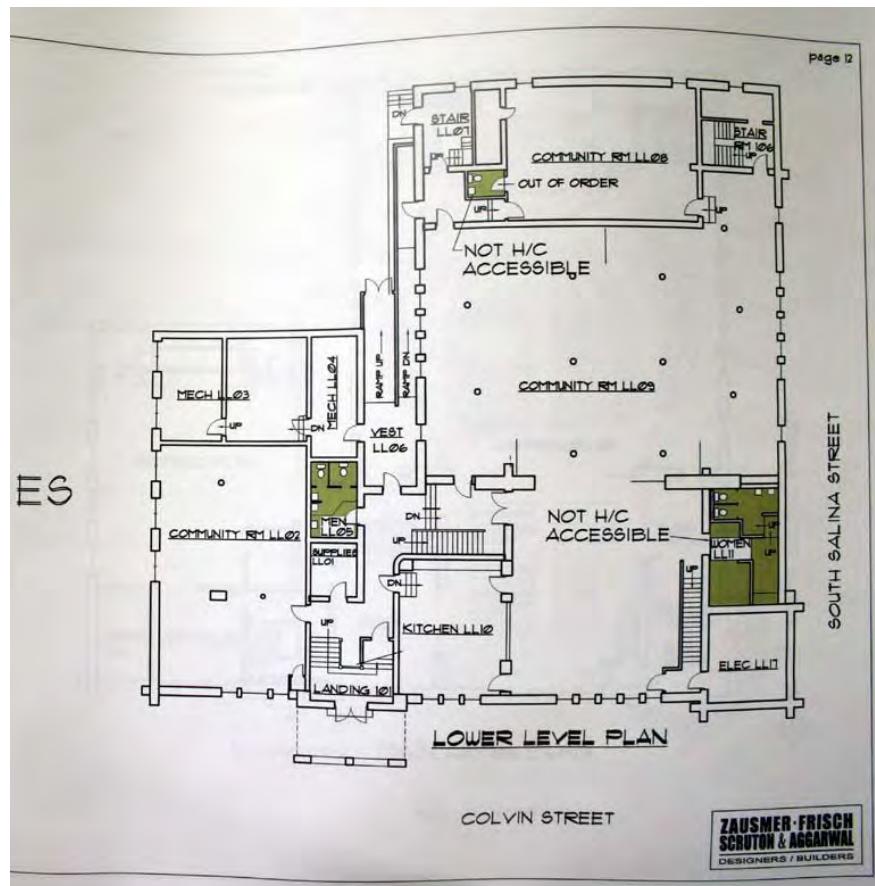 page 12
STAIR
LL07
DN
UP
COMMUNITY RM LL08
STAIR
RM 106
UP
OUT OF ORDER
UP
UP
NOT H/C
ACCESSIBLE
RAMP UP
RAMP DN
COMMUNITY RM LL09
MECH LL03
UP
MECH LL04
DN
VEST
LL06
ES
MEN
LL05
DN
UP
NOT H/C
ACCESSIBLE
WOMEN
LL11
UP
UP
UP
COMMUNITY RM LL02
SUPPLIES
LL01
DN
UP
KITCHEN LL10
ELEC LL17
LANDING 101
LOWER LEVEL PLAN
SOUTH SALINA STREET
COLVIN STREET
ZAUSMER·FRISCH
SCRUTON & AGGARWAL
DESIGNERS / BUILDERS